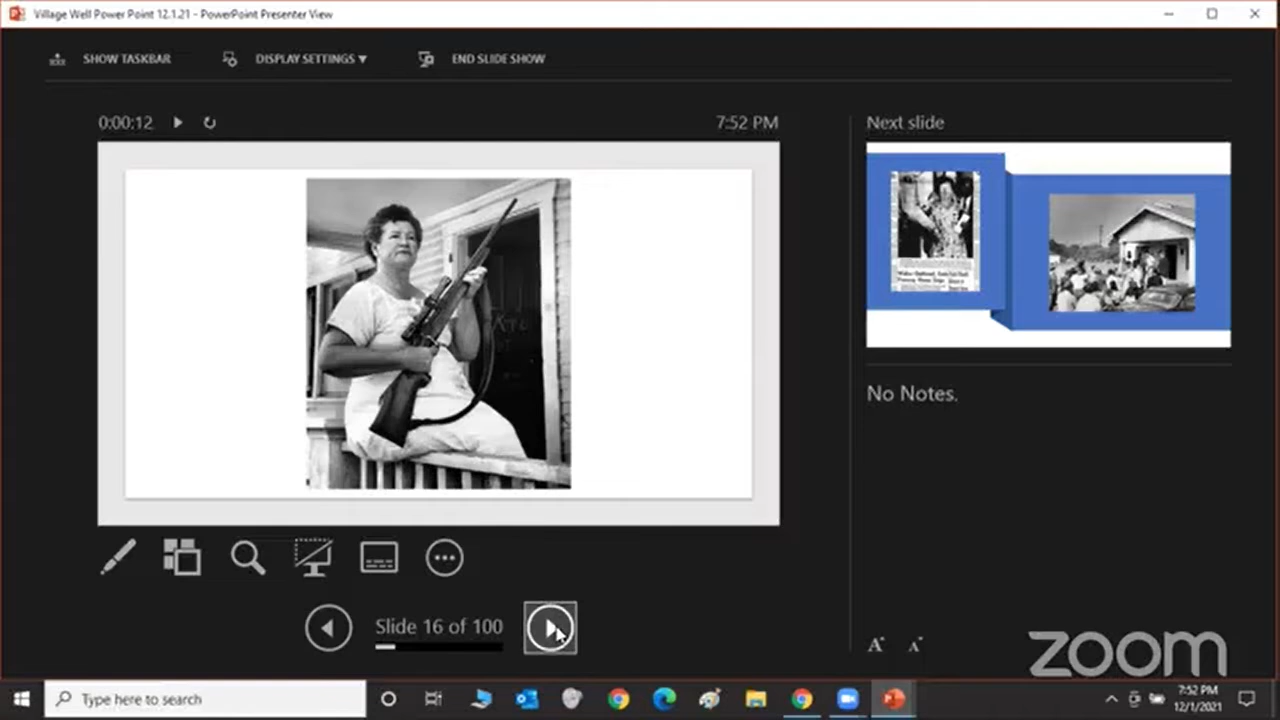 Village Well Power Point 12.1.21 - PowerPoint Presenter View
SHOW TASKBAR
DISPLAY SETTINGS
END SLIDE SHOW
0:00:12
7:52 PM
Next slide
No Notes.
Slide 16 of 100
A A
zoom
Type here to search
7:52 PM
12/1/2021